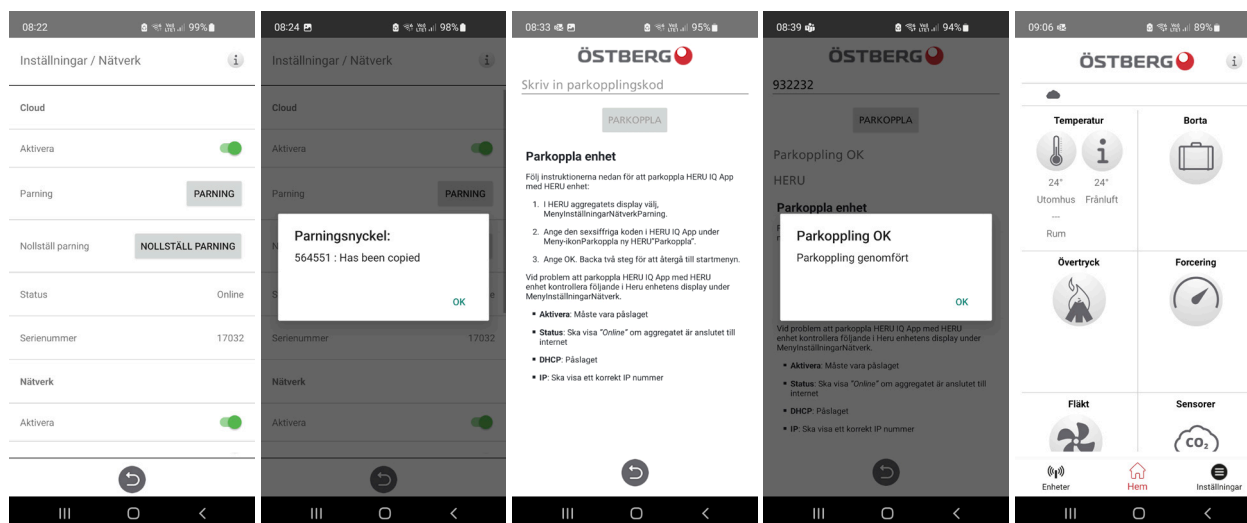 08:22
99%
Inställningar / Nätverk
i
Cloud
Aktivera
Parning
PARNING
Nollställ parning
NOLLSTÄLL PARNING
Status
Online
Serienummer
17032
Nätverk
Aktivera
08:24
98%
Inställningar / Nätverk
i
Cloud
Aktivera
Parning
PARNING
Parningsnyckel:
564551 : Has been copied
OK
Serienummer
17032
Nätverk
Aktivera
08:33
95%
ÖSTBERG
Skriv in parkopplingskod
PARKOPPLA
Parkoppla enhet
Följ instruktionerna nedan för att parkoppla HERU IQ App
med HERU enhet:
1. I HERU aggregatets display välj,
MenyInställningarNätverkParning.
2. Ange den sexsiffriga koden i HERU IQ App under
Meny-ikonParkoppla ny HERU"Parkoppla".
3. Ange OK. Backa två steg för att återgå till startmenyn.
Vid problem att parkoppla HERU IQ App med HERU
enhet kontrollera följande i Heru enhetens display under
MenyInställningarNätverk.
▪ Aktivera: Måste vara påslaget
▪ Status: Ska visa "Online" om aggregatet är anslutet till
internet
▪ DHCP: Påslaget
▪ IP: Ska visa ett korrekt IP nummer
08:39
94%
ÖSTBERG
932232
PARKOPPLA
Parkoppling OK
HERU
Parkoppla enhet
Parkoppling OK
Parkoppling genomfört
OK
Vid problem att parkoppla HERU IQ App med HERU
enhet kontrollera följande i Heru enhetens display under
MenyInställningarNätverk.
▪ Aktivera: Måste vara påslaget
▪ Status: Ska visa "Online" om aggregatet är anslutet till
internet
▪ DHCP: Påslaget
▪ IP: Ska visa ett korrekt IP nummer
09:06
89%
ÖSTBERG
i
Temperatur
Borta
i
24°
24°
Utomhus
Frånluft
---
Rum
Övertryck
Forcering
Fläkt
Sensorer
CO₂
Enheter
Hem
Inställningar